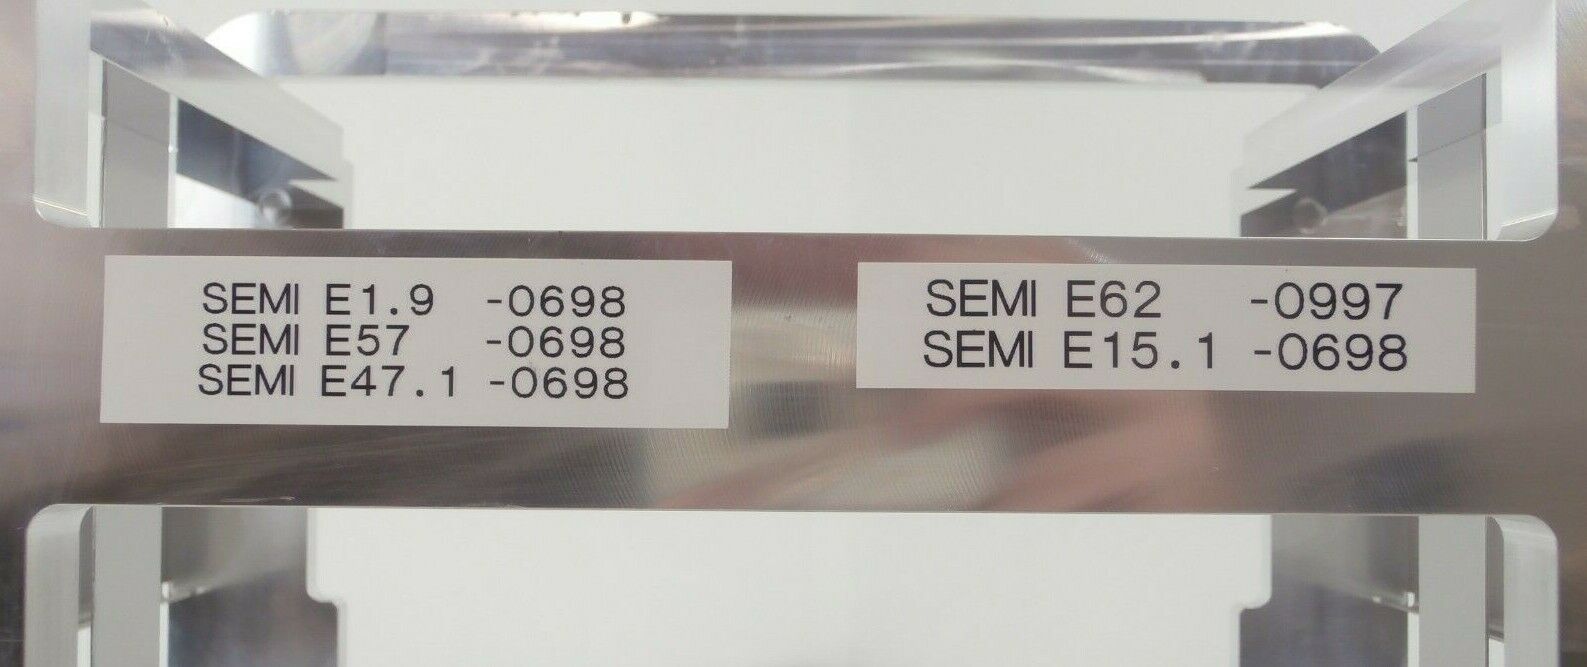 SEMI E1.9 -0698
SEMI E57 -0698
SEMI E47.1 -0698
SEMI E62 -0997
SEMI E15.1 -0698